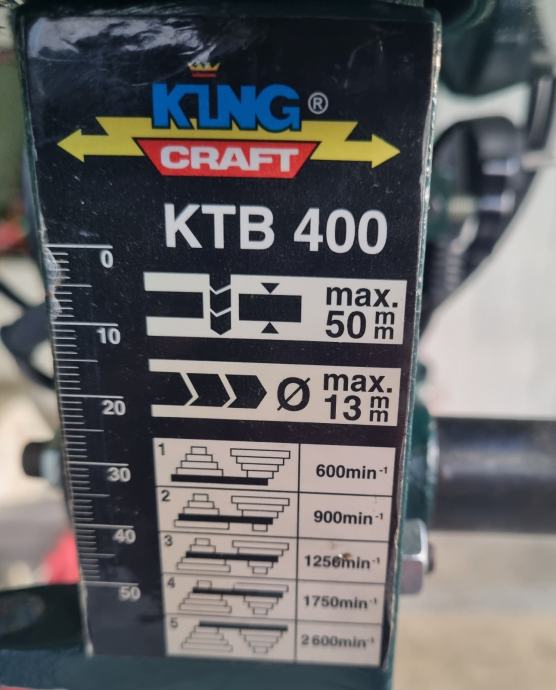 KING ®
CRAFT
KTB 400
0
max.
50 mm
10
max.
Ø 13 mm
20
1 600min⁻¹
30
2 900min⁻¹
3 1256min⁻¹
40
4 1750min⁻¹
50
5 2600min⁻¹